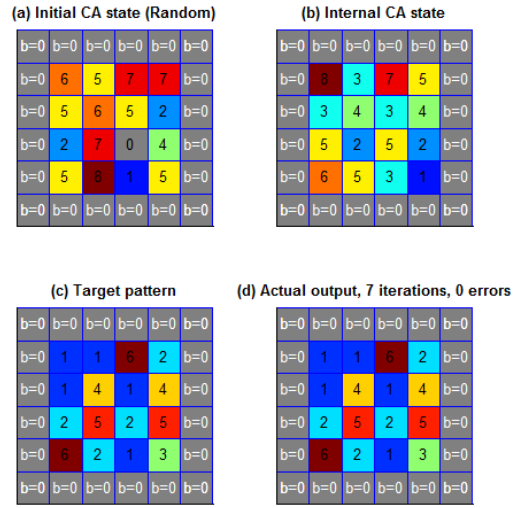 (a) Initial CA state (Random) (b) Internal CA state
b=0 b=0 b=0 b=0 b=0 b=0 b=0 b=0 b=0 b=0 b=0 b=0
b=0 6 5 7 7 b=0 b=0 8 3 7 5 b=0
b=0 5 6 5 2 b=0 b=0 3 4 3 4 b=0
b=0 2 7 0 4 b=0 b=0 5 2 5 2 b=0
b=0 5 8 1 5 b=0 b=0 6 5 3 1 b=0
b=0 b=0 b=0 b=0 b=0 b=0 b=0 b=0 b=0 b=0 b=0 b=0
(c) Target pattern (d) Actual output, 7 iterations, 0 errors
b=0 b=0 b=0 b=0 b=0 b=0 b=0 b=0 b=0 b=0 b=0 b=0
b=0 1 1 6 2 b=0 b=0 1 1 6 2 b=0
b=0 1 4 1 4 b=0 b=0 1 4 1 4 b=0
b=0 2 5 2 5 b=0 b=0 2 5 2 5 b=0
b=0 6 2 1 3 b=0 b=0 6 2 1 3 b=0
b=0 b=0 b=0 b=0 b=0 b=0 b=0 b=0 b=0 b=0 b=0 b=0